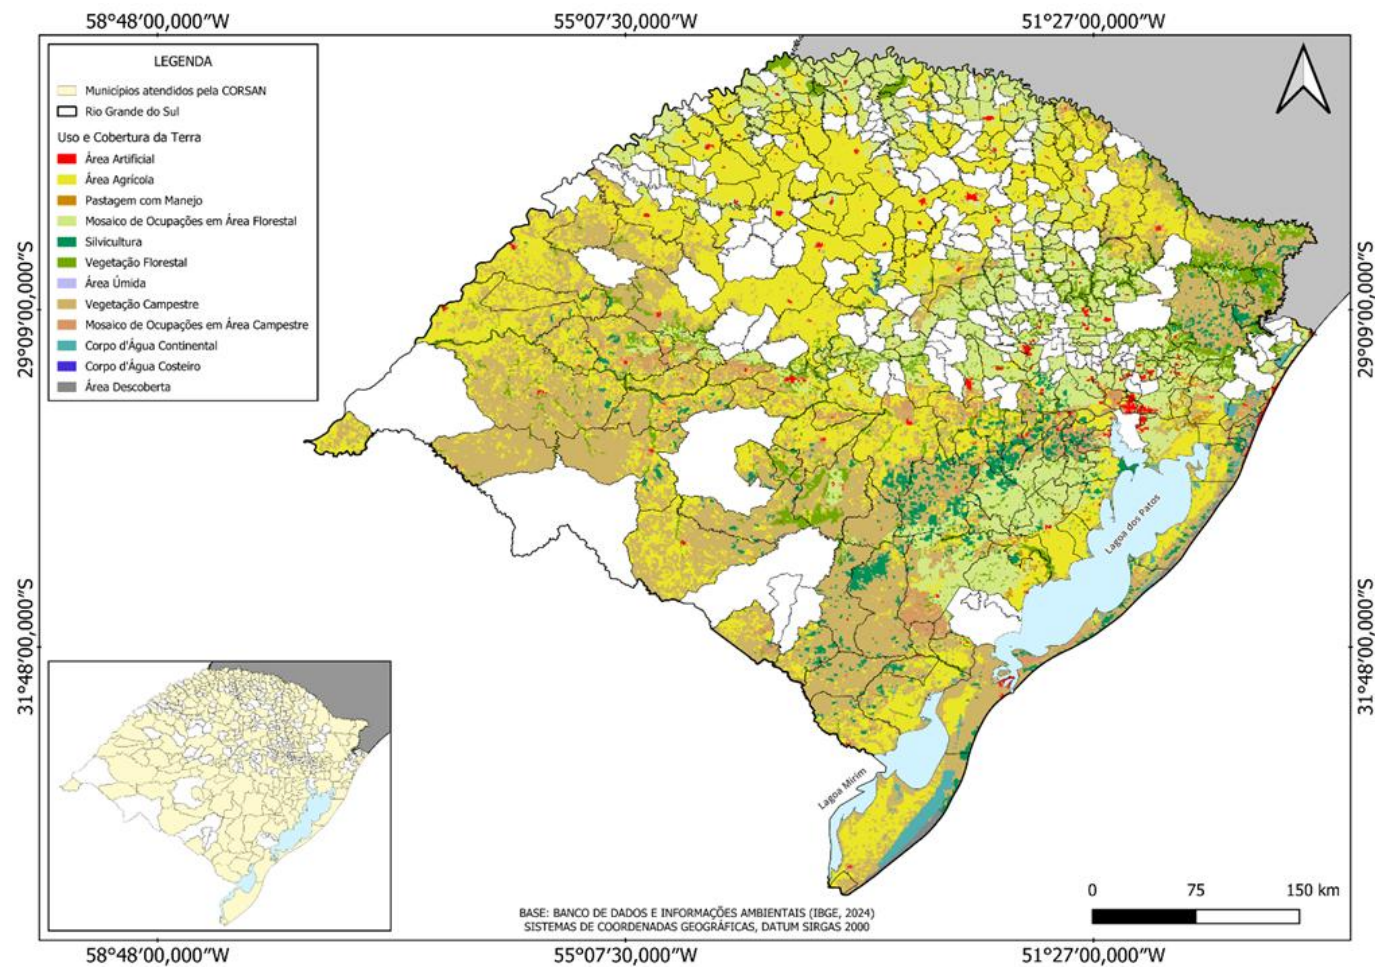 58°48′00,000″W 55°07′30,000″W 51°27′00,000″W
LEGENDA
Municípios atendidos pela CORSAN
Rio Grande do Sul
Uso e Cobertura da Terra
Área Artificial
Área Agrícola
Pastagem com Manejo
Mosaico de Ocupações em Área Florestal
Silvicultura
Vegetação Florestal
Área Úmida
Vegetação Campestre
Mosaico de Ocupações em Área Campestre
Corpo d'Água Continental
Corpo d'Água Costeiro
Área Descoberta
29°09′00,000″S
29°09′00,000″S
Lagoa dos Patos
31°48′00,000″S
31°48′00,000″S
Lagoa Mirim
0 75 150 km
BASE: BANCO DE DADOS E INFORMAÇÕES AMBIENTAIS (IBGE, 2024)
SISTEMAS DE COORDENADAS GEOGRÁFICAS, DATUM SIRGAS 2000
58°48′00,000″W 55°07′30,000″W 51°27′00,000″W